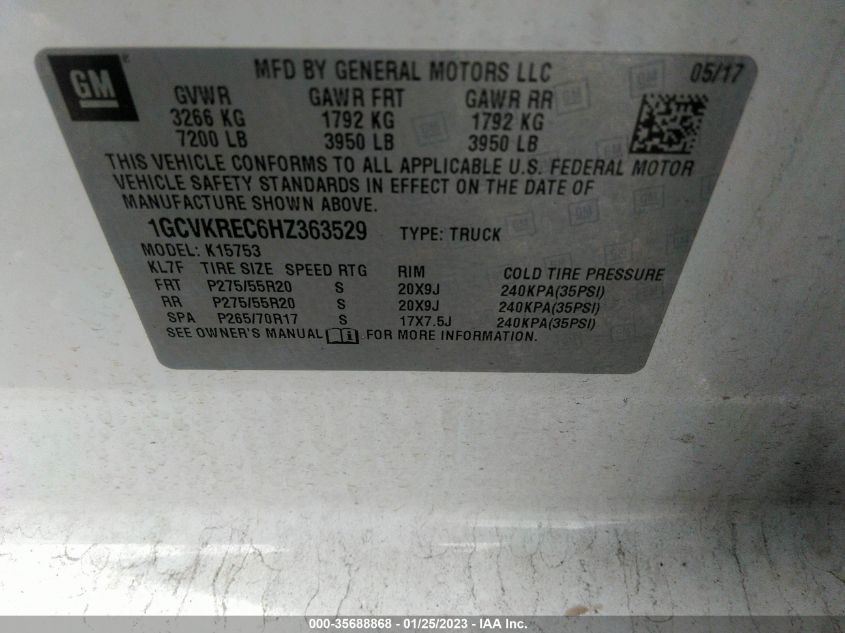 GM
MFD BY GENERAL MOTORS LLC 05/17
GVWR GAWR FRT GAWR RR
3266 KG 1792 KG 1792 KG
7200 LB 3950 LB 3950 LB
THIS VEHICLE CONFORMS TO ALL APPLICABLE U.S. FEDERAL MOTOR
VEHICLE SAFETY STANDARDS IN EFFECT ON THE DATE OF
MANUFACTURE SHOWN ABOVE.
1GCVKREC6HZ363529 TYPE: TRUCK
MODEL: K15753
KL7F TIRE SIZE SPEED RTG RIM COLD TIRE PRESSURE
FRT P275/55R20 S 20X9J 240KPA(35PSI)
RR P275/55R20 S 20X9J 240KPA(35PSI)
SPA P265/70R17 S 17X7.5J 240KPA(35PSI)
SEE OWNER'S MANUAL FOR MORE INFORMATION.
000-35688868 - 01/25/2023 - IAA Inc.